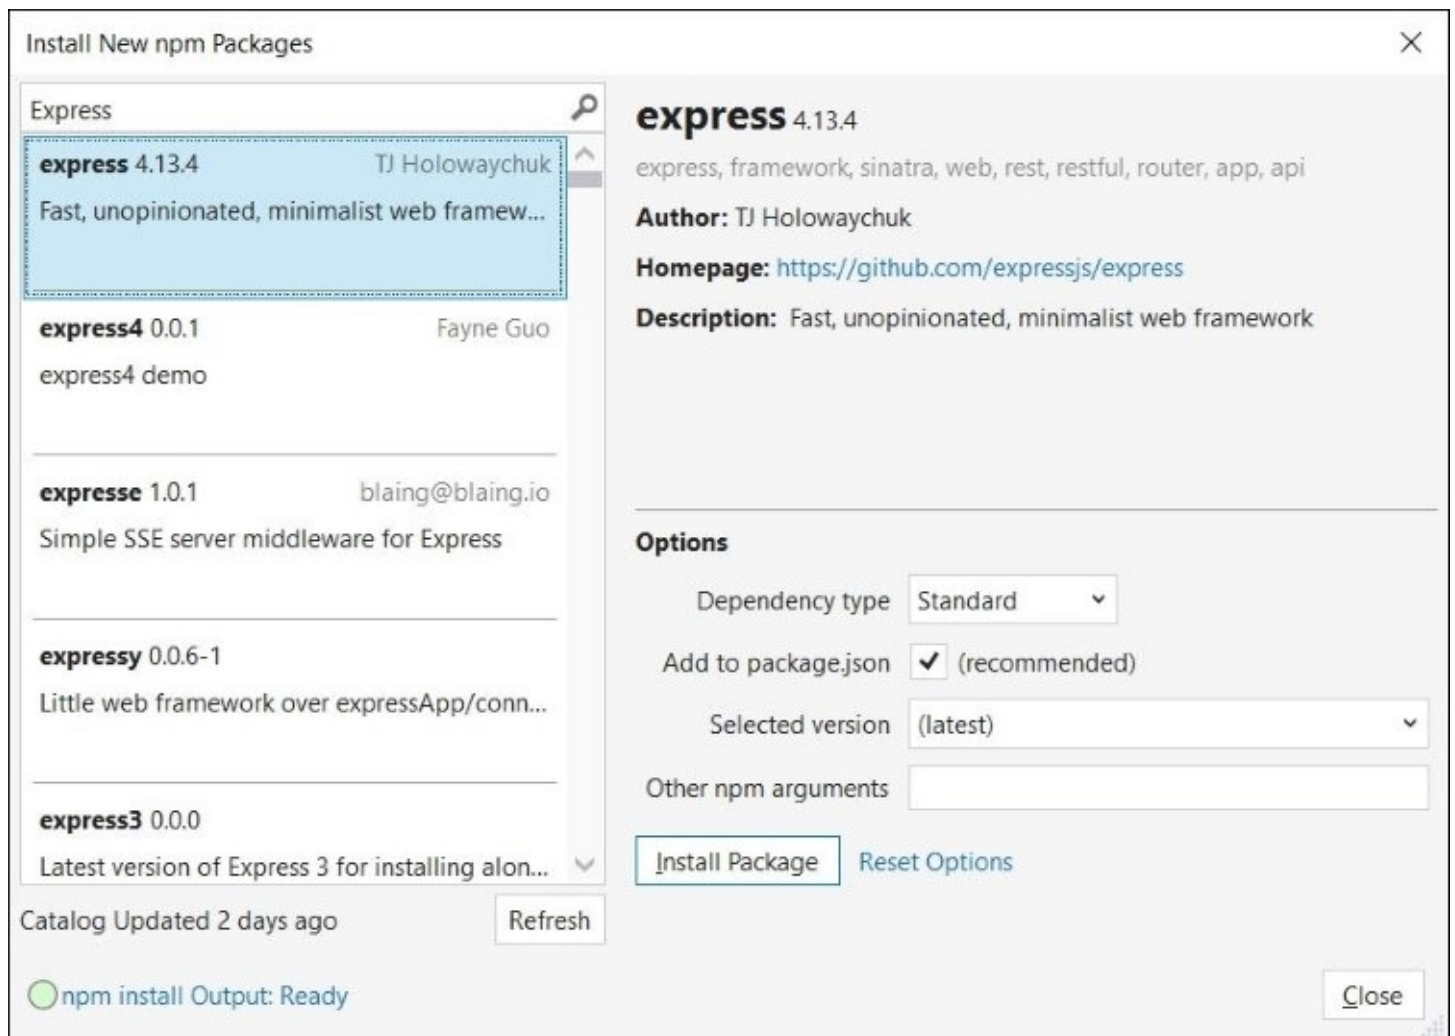 Install New npm Packages
Express
express 4.13.4 TJ Holowaychuk
Fast, unopinionated, minimalist web framew...
express4 0.0.1 Fayne Guo
express4 demo
expresse 1.0.1 blaing@blaing.io
Simple SSE server middleware for Express
expressy 0.0.6-1
Little web framework over expressApp/conn...
express3 0.0.0
Latest version of Express 3 for installing alon...
Catalog Updated 2 days ago
Refresh
npm install Output: Ready
express 4.13.4
express, framework, sinatra, web, rest, restful, router, app, api
Author: TJ Holowaychuk
Homepage: https://github.com/expressjs/express
Description: Fast, unopinionated, minimalist web framework
Options
Dependency type Standard
Add to package.json (recommended)
Selected version (latest)
Other npm arguments
Install Package Reset Options
Close